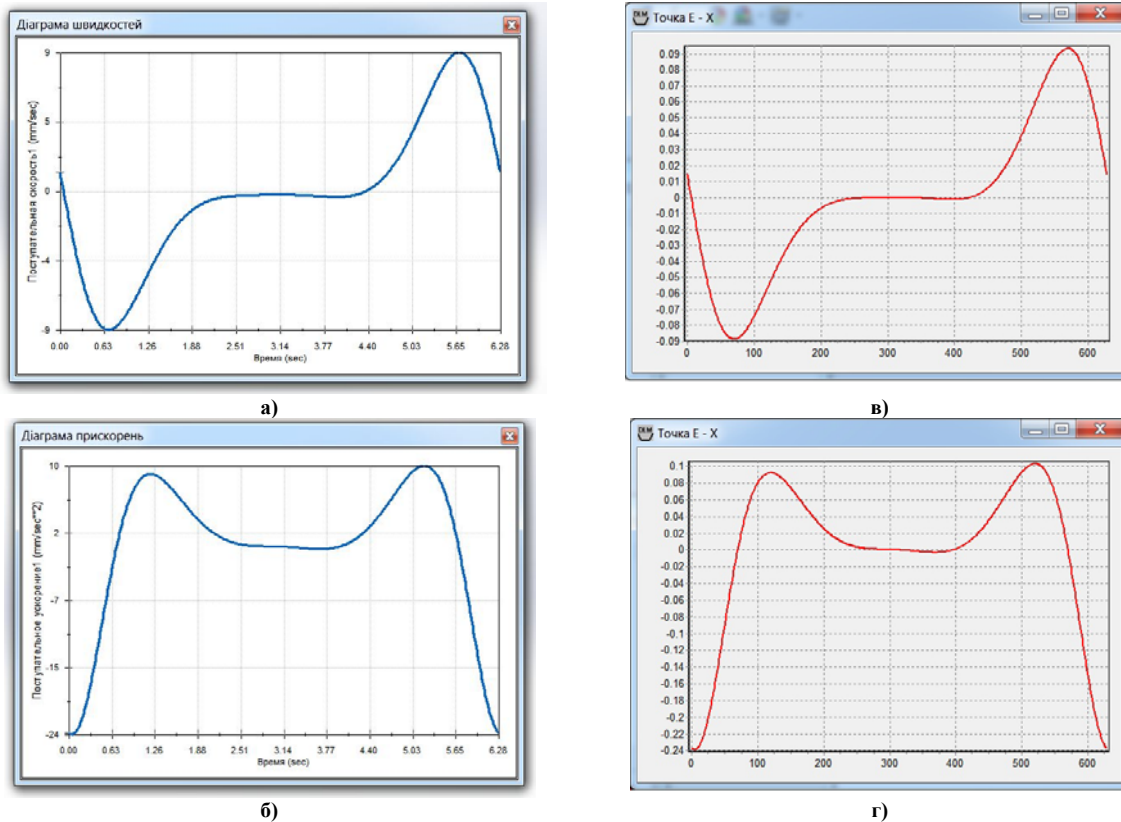 Діаграма швидкостей
Поступательная скорость1 (mm/sec)
9
5
0
-4
-9
0.00 0.63 1.26 1.88 2.51 3.14 3.77 4.40 5.03 5.65 6.28
Время (sec)
а)
Точка E - X
0.09
0.08
0.07
0.06
0.05
0.04
0.03
0.02
0.01
0
-0.01
-0.02
-0.03
-0.04
-0.05
-0.06
-0.07
-0.08
-0.09
0 100 200 300 400 500 600
в)
Діаграма прискорень
Поступательное ускорение1 (mm/sec**2)
10
2
-7
-15
-24
0.00 0.63 1.26 1.88 2.51 3.14 3.77 4.40 5.03 5.65 6.28
Время (sec)
б)
Точка E - X
0.1
0.08
0.06
0.04
0.02
0
-0.02
-0.04
-0.06
-0.08
-0.1
-0.12
-0.14
-0.16
-0.18
-0.2
-0.22
-0.24
0 100 200 300 400 500 600
г)